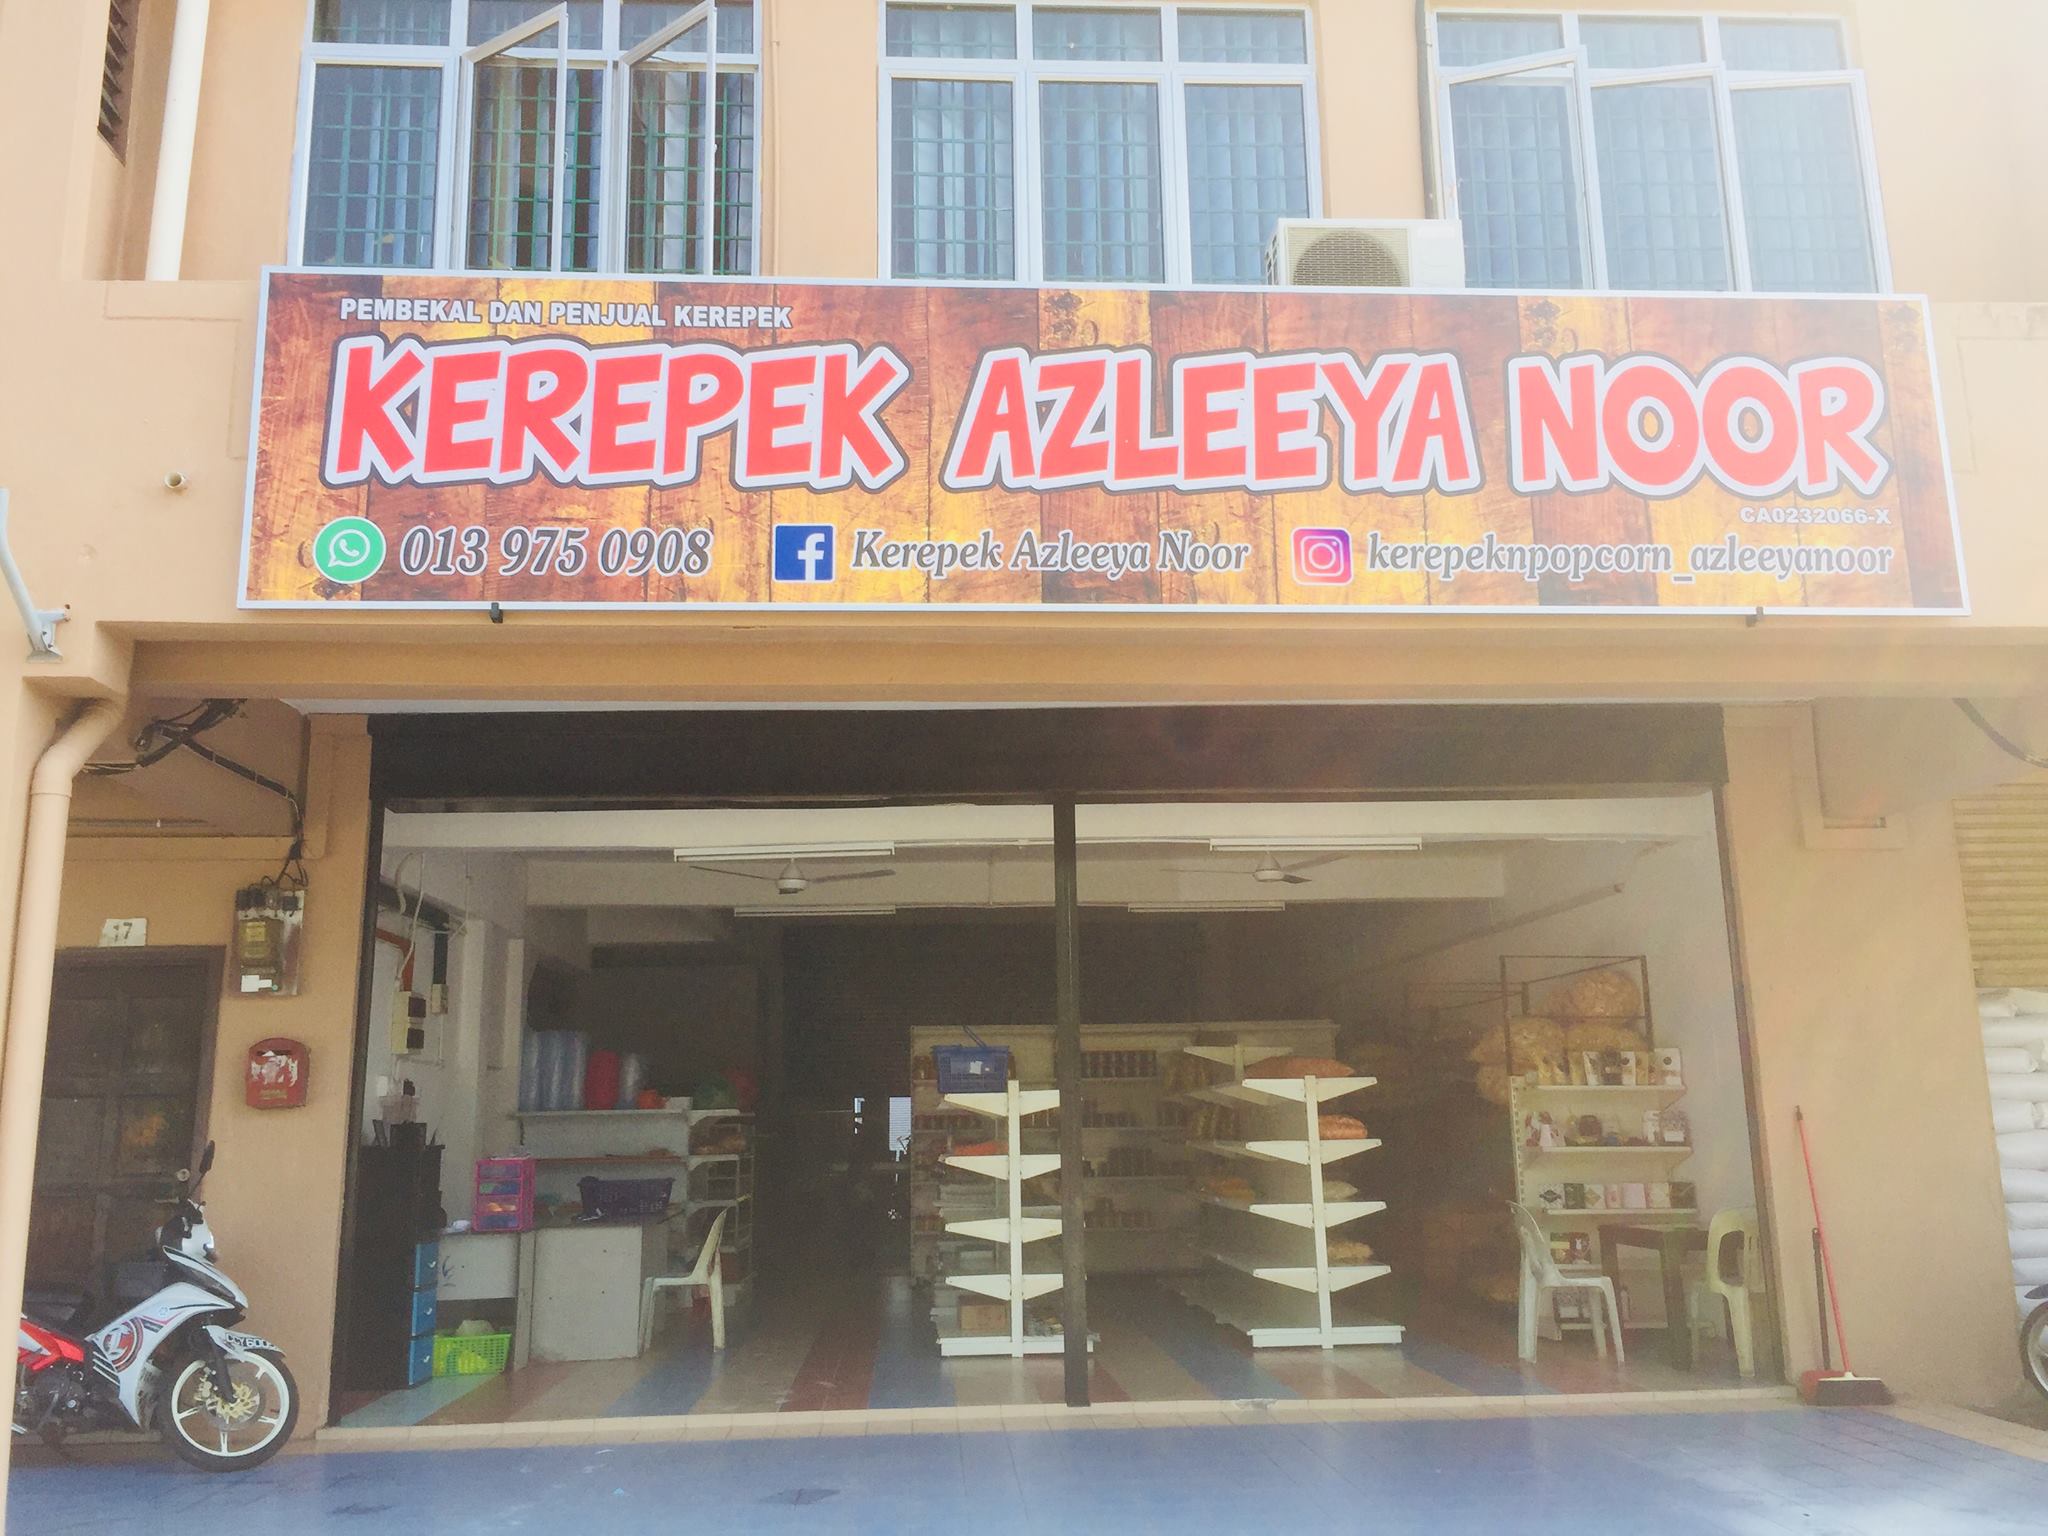 PEMBEKAL DAN PENJUAL KEREPEK
KEREPEK AZLEEYA NOOR
CA0232066-X
013 975 0908 Kerepek Azleeya Noor kerepeknpopcorn_azleeyanoor
17